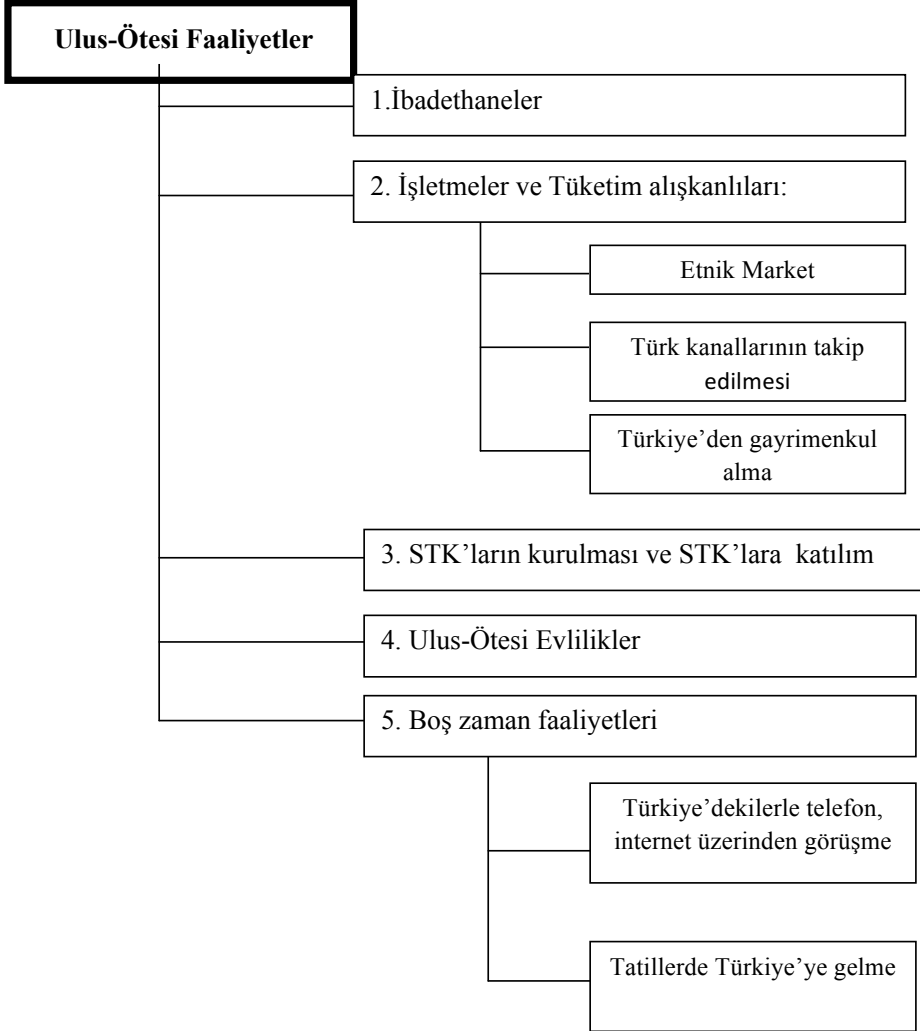 Ulus-Ötesi Faaliyetler
1.İbadethaneler
2. İşletmeler ve Tüketim alışkanlıları:
Etnik Market
Türk kanallarının takip
edilmesi
Türkiye’den gayrimenkul
alma
3. STK’ların kurulması ve STK’lara katılım
4. Ulus-Ötesi Evlilikler
5. Boş zaman faaliyetleri
Türkiye’dekilerle telefon,
internet üzerinden görüşme
Tatillerde Türkiye’ye gelme